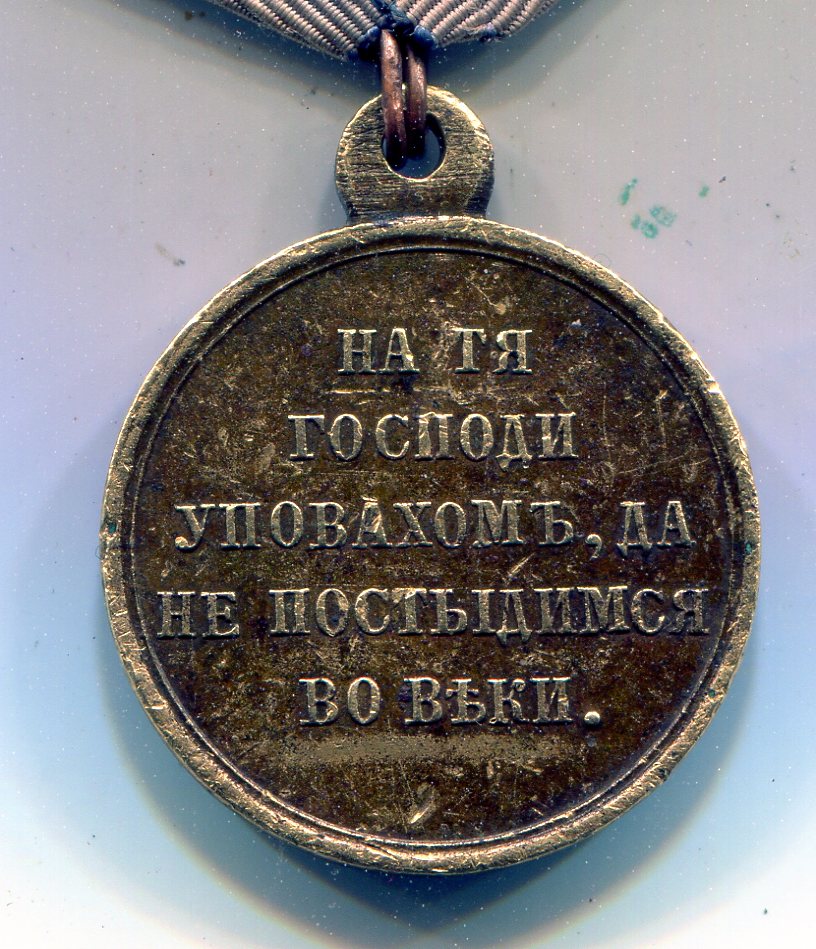 НА ТЯ
ГОСПОДИ
УПОВАХОМЪ, ДА
НЕ ПОСТЫДИМСЯ
ВО ВѢКИ.